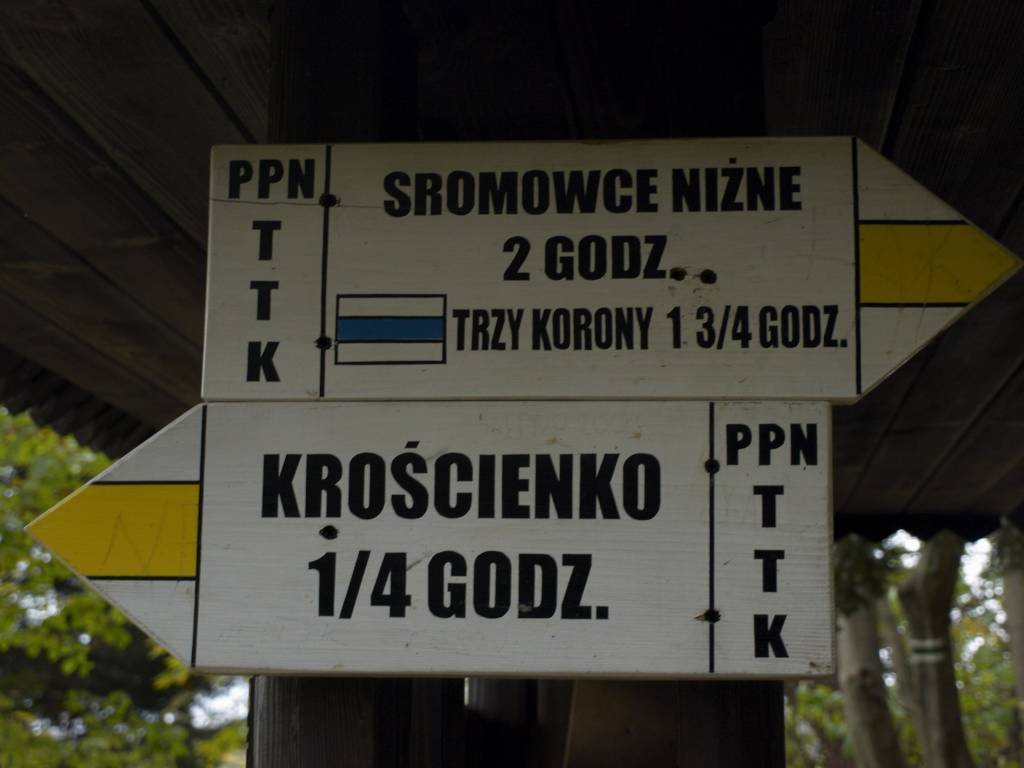 PPN
T
T
K
SROMOWCE NIŻNE
2 GODZ.
TRZY KORONY 1 3/4 GODZ.
KROŚCIENKO
1/4 GODZ.
PPN
T
T
K